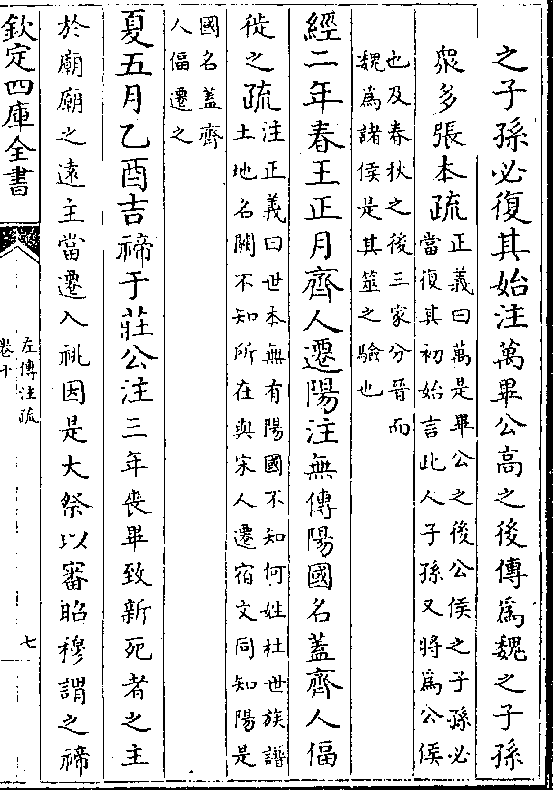 之子孫必復其始注萬畢公高之後傳爲魏之子孫
衆多張本疏正義曰萬是畢公之後公侯之子孫必
當復其初始言此人子孫又將爲公侯
也及春秋之後三家分晉而
魏爲諸侯是其筮之驗也
經二年春王正月齊人遷陽注無傳陽國名蓋齊人偪
徙之疏注正義曰世本無有陽國不知何姓杜世族譜
土地名闕不知所在與宋人遷宿文同知陽是
國名蓋齊
人偪遷之
夏五月乙酉吉禘于莊公注三年喪畢致新死者之主
於廟廟之遠主當遷入祧因是大祭以審昭穆謂之禘
欽定四庫全書
左傳注疏
卷十
七